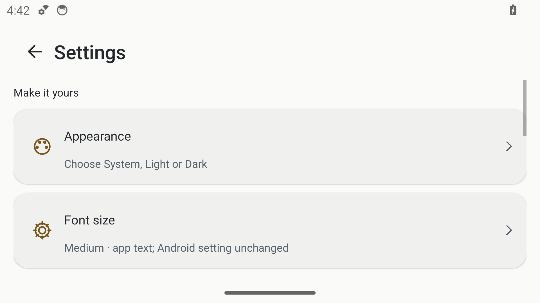 4:42
Settings
Make it yours
Appearance
Choose System, Light or Dark
Font size
Medium · app text; Android setting unchanged